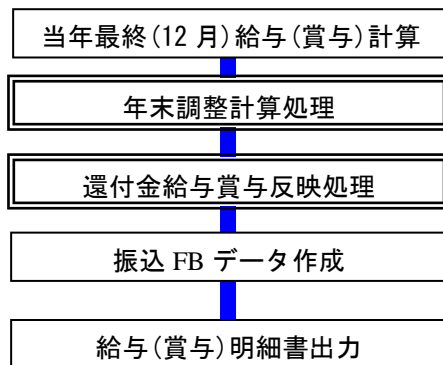 当年最終(12 月)給与(賞与)計算
年末調整計算処理
還付金給与賞与反映処理
振込 FB データ作成
給与(賞与)明細書出力